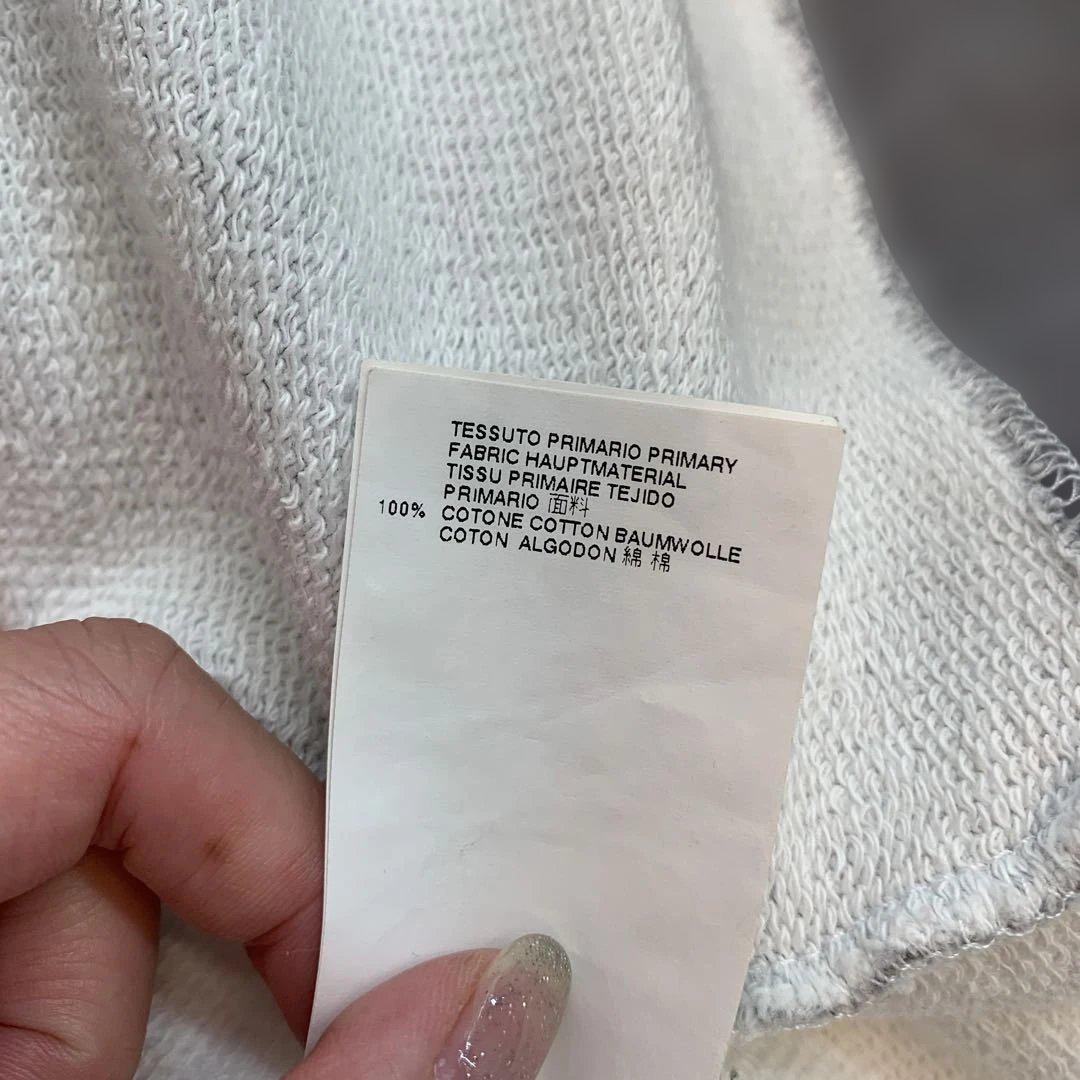 TESSUTO PRIMARIO PRIMARY
FABRIC HAUPTMATERIAL
TISSU PRIMAIRE TEJIDO
PRIMARIO 面料
100% COTONE COTTON BAUMWOLLE
COTON ALGODON 綿 棉